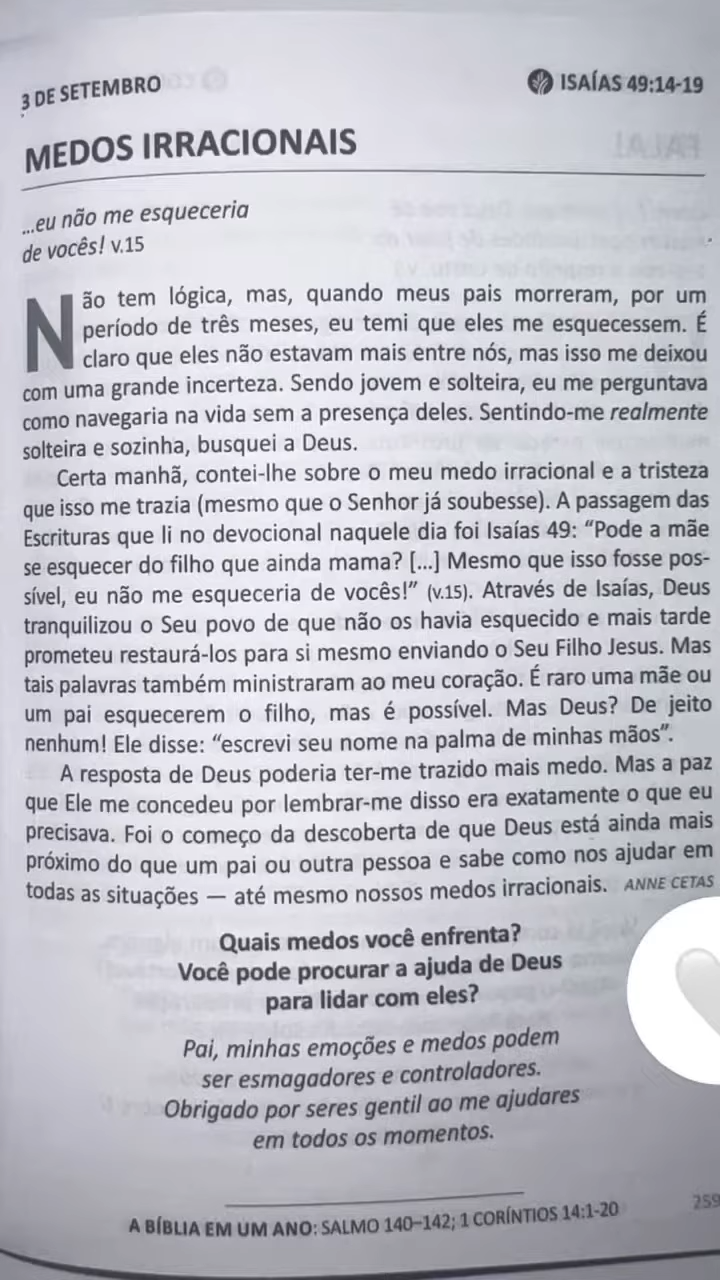 3 DE SETEMBRO
ISAÍAS 49:14-19
MEDOS IRRACIONAIS
...eu não me esqueceria
de vocês! v.15
Não tem lógica, mas, quando meus pais morreram, por um
período de três meses, eu temi que eles me esquecessem. É
claro que eles não estavam mais entre nós, mas isso me deixou
com uma grande incerteza. Sendo jovem e solteira, eu me perguntava
como navegaria na vida sem a presença deles. Sentindo-me realmente
solteira e sozinha, busquei a Deus.
Certa manhã, contei-lhe sobre o meu medo irracional e a tristeza
que isso me trazia (mesmo que o Senhor já soubesse). A passagem das
Escrituras que li no devocional naquele dia foi Isaías 49: “Pode a mãe
se esquecer do filho que ainda mama? [...] Mesmo que isso fosse pos-
sível, eu não me esqueceria de vocês!” (v.15). Através de Isaías, Deus
tranquilizou o Seu povo de que não os havia esquecido e mais tarde
prometeu restaurá-los para si mesmo enviando o Seu Filho Jesus. Mas
tais palavras também ministraram ao meu coração. É raro uma mãe ou
um pai esquecerem o filho, mas é possível. Mas Deus? De jeito
nenhum! Ele disse: “escrevi seu nome na palma de minhas mãos”.
A resposta de Deus poderia ter-me trazido mais medo. Mas a paz
que Ele me concedeu por lembrar-me disso era exatamente o que eu
precisava. Foi o começo da descoberta de que Deus está ainda mais
próximo do que um pai ou outra pessoa e sabe como nos ajudar em
todas as situações — até mesmo nossos medos irracionais. ANNE CETAS
Quais medos você enfrenta?
Você pode procurar a ajuda de Deus
para lidar com eles?
Pai, minhas emoções e medos podem
ser esmagadores e controladores.
Obrigado por seres gentil ao me ajudares
em todos os momentos.
259
A BÍBLIA EM UM ANO: SALMO 140–142; 1 CORÍNTIOS 14:1-20